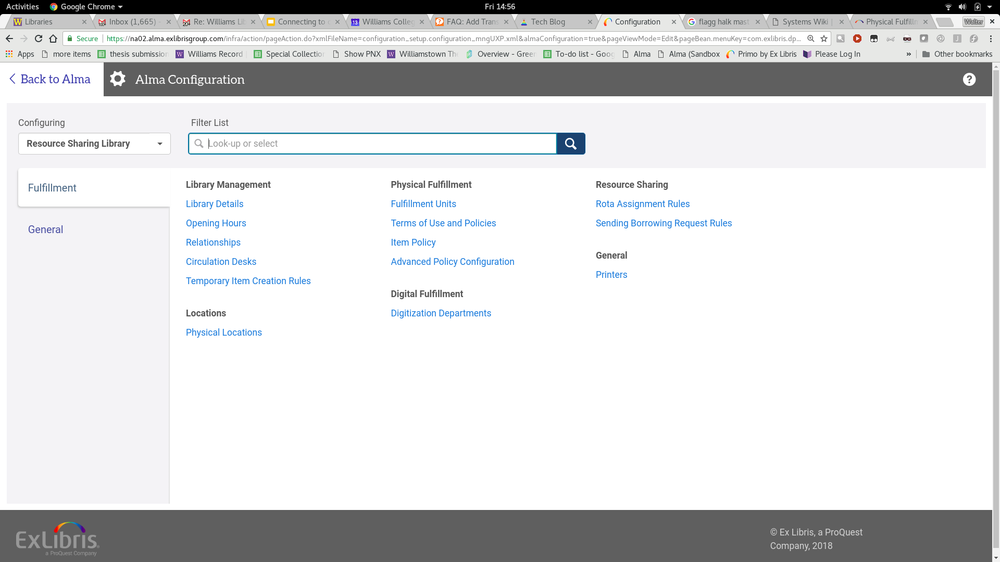 Activities Google Chrome Fri 14:56
Libraries Inbox (1,665) - Re: Williams Lib Connecting to Williams Colleg FAQ: Add Trans Tech Blog Configuration flagg halk mast Systems Wiki | Physical Fulfillm Walter
Secure https://na02.alma.exlibrisgroup.com/infra/action/pageAction.do?xmlFileName=configuration_setup.configuration_mngUXP.xml&almaConfiguration=true&pageViewMode=Edit&pageBean.menuKey=com.exlibris.dp...
Apps more items thesis submission Williams Record Special Collection Show PNX Williamstown The Overview - Green To-do list - Goog Alma Alma (Sandbox Primo by Ex Libris Please Log In » Other bookmarks
Back to Alma Alma Configuration
Configuring Filter List
Resource Sharing Library Look-up or select
Fulfillment
General
Library Management
Library Details
Opening Hours
Relationships
Circulation Desks
Temporary Item Creation Rules
Locations
Physical Locations
Physical Fulfillment
Fulfillment Units
Terms of Use and Policies
Item Policy
Advanced Policy Configuration
Digital Fulfillment
Digitization Departments
Resource Sharing
Rota Assignment Rules
Sending Borrowing Request Rules
General
Printers
ExLibris
a ProQuest Company
© Ex Libris, a ProQuest
Company, 2018